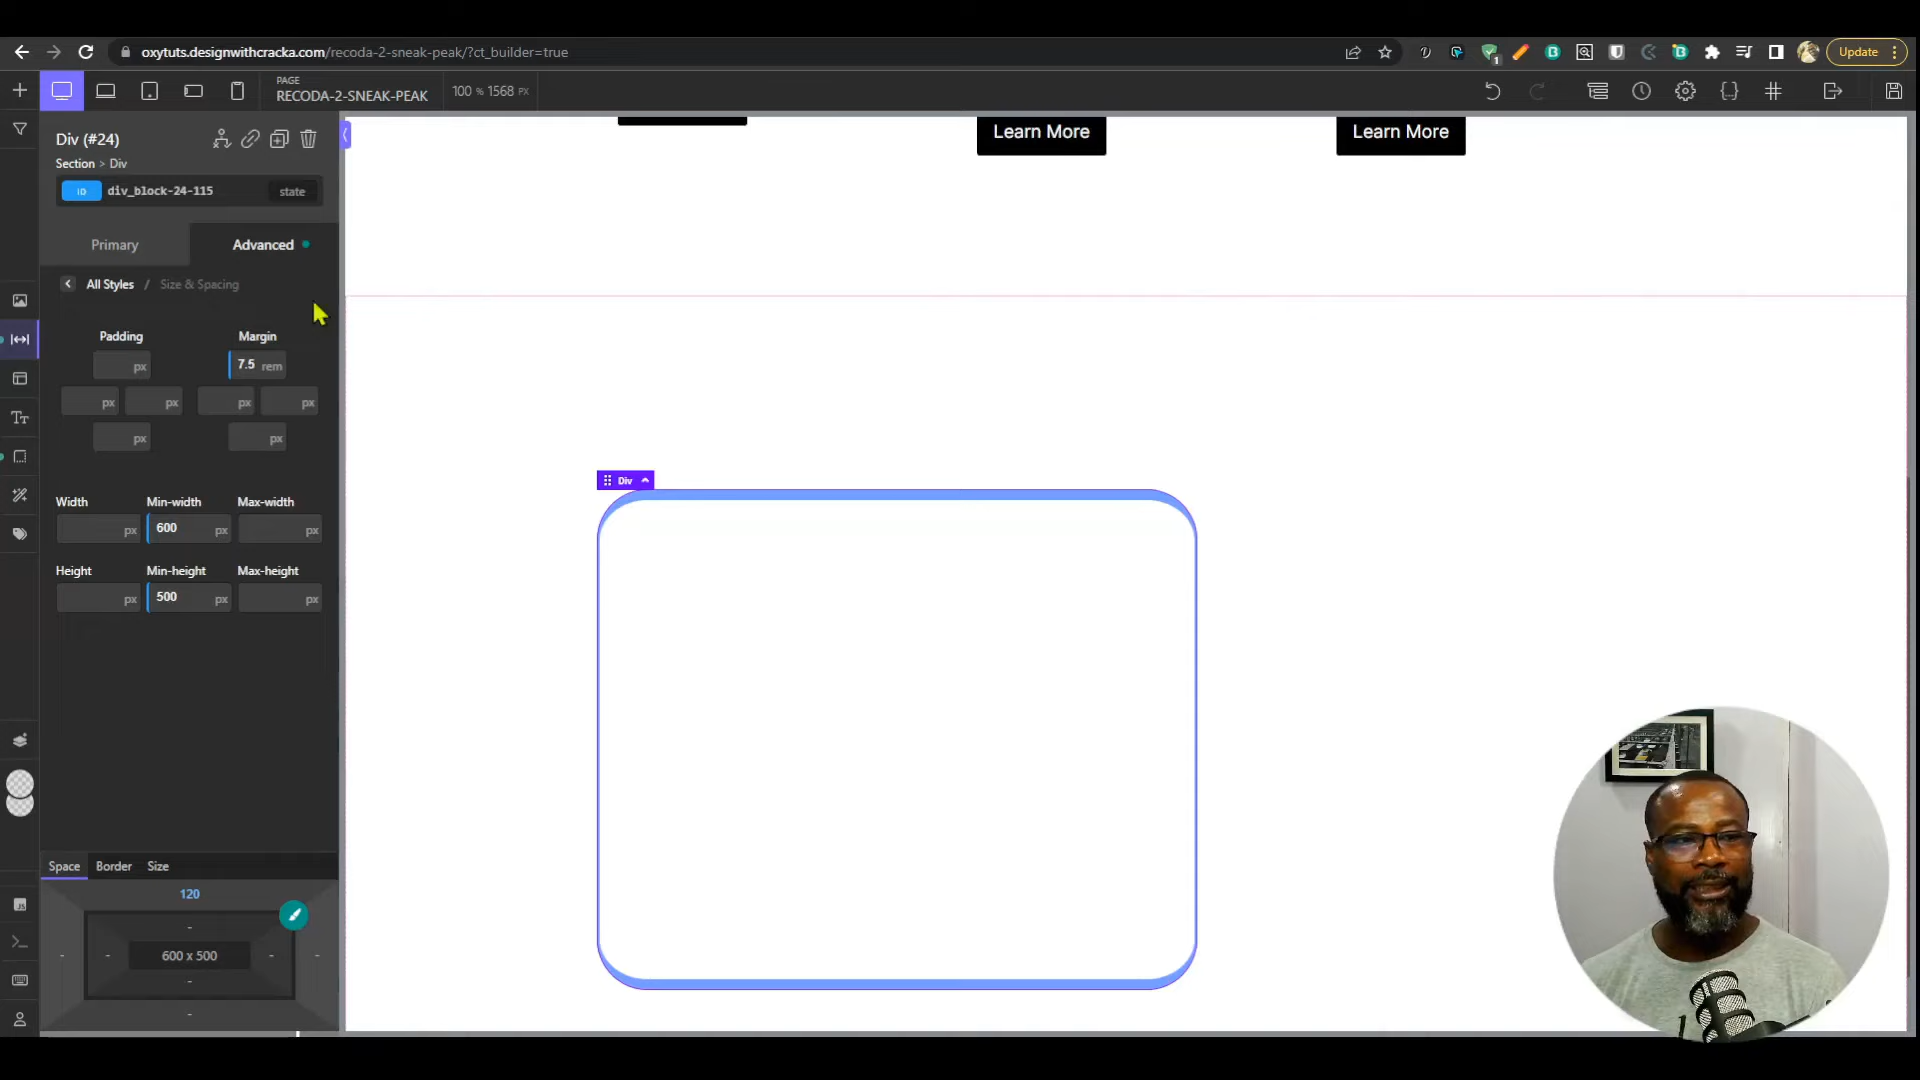 oxytuts.designwithcracka.com/recoda-2-sneak-peak/?ct_builder=true
Update
1
PAGE
RECODA-2-SNEAK-PEAK
100 % 1568 PX
Div (#24)
Section > Div
ID div_block-24-115 state
Primary Advanced
All Styles / Size & Spacing
Padding Margin
px 7.5 rem
px px px px
px px
Width Min-width Max-width
px 600 px px
Height Min-height Max-height
px 500 px px
Space Border Size
120
-
- - 600 x 500 - -
-
-
JS
Learn More Learn More
Div